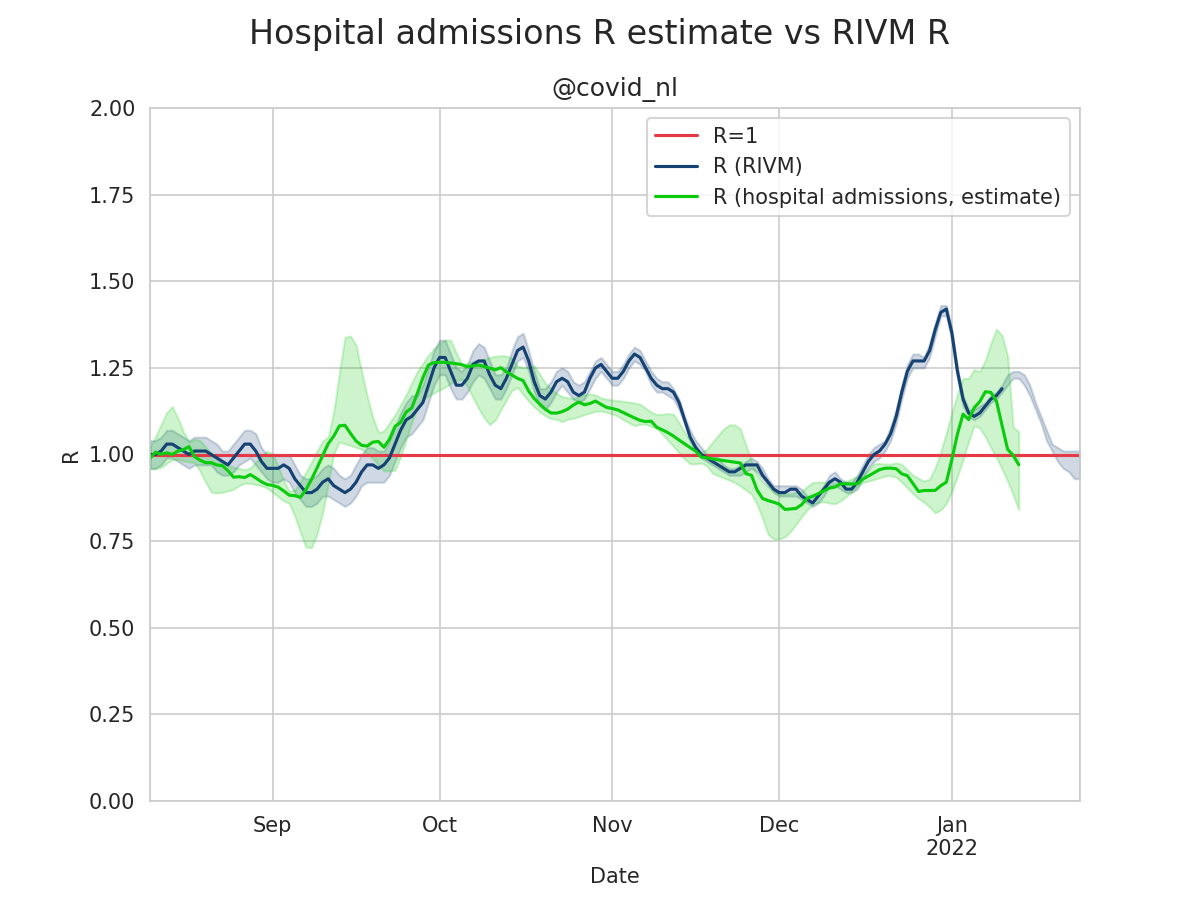 Hospital admissions R estimate vs RIVM R
@covid_nl
R=1
R (RIVM)
R (hospital admissions, estimate)
2.00
1.75
1.50
1.25
1.00
0.75
0.50
0.25
0.00
R
Sep
Oct
Nov
Dec
Jan
2022
Date